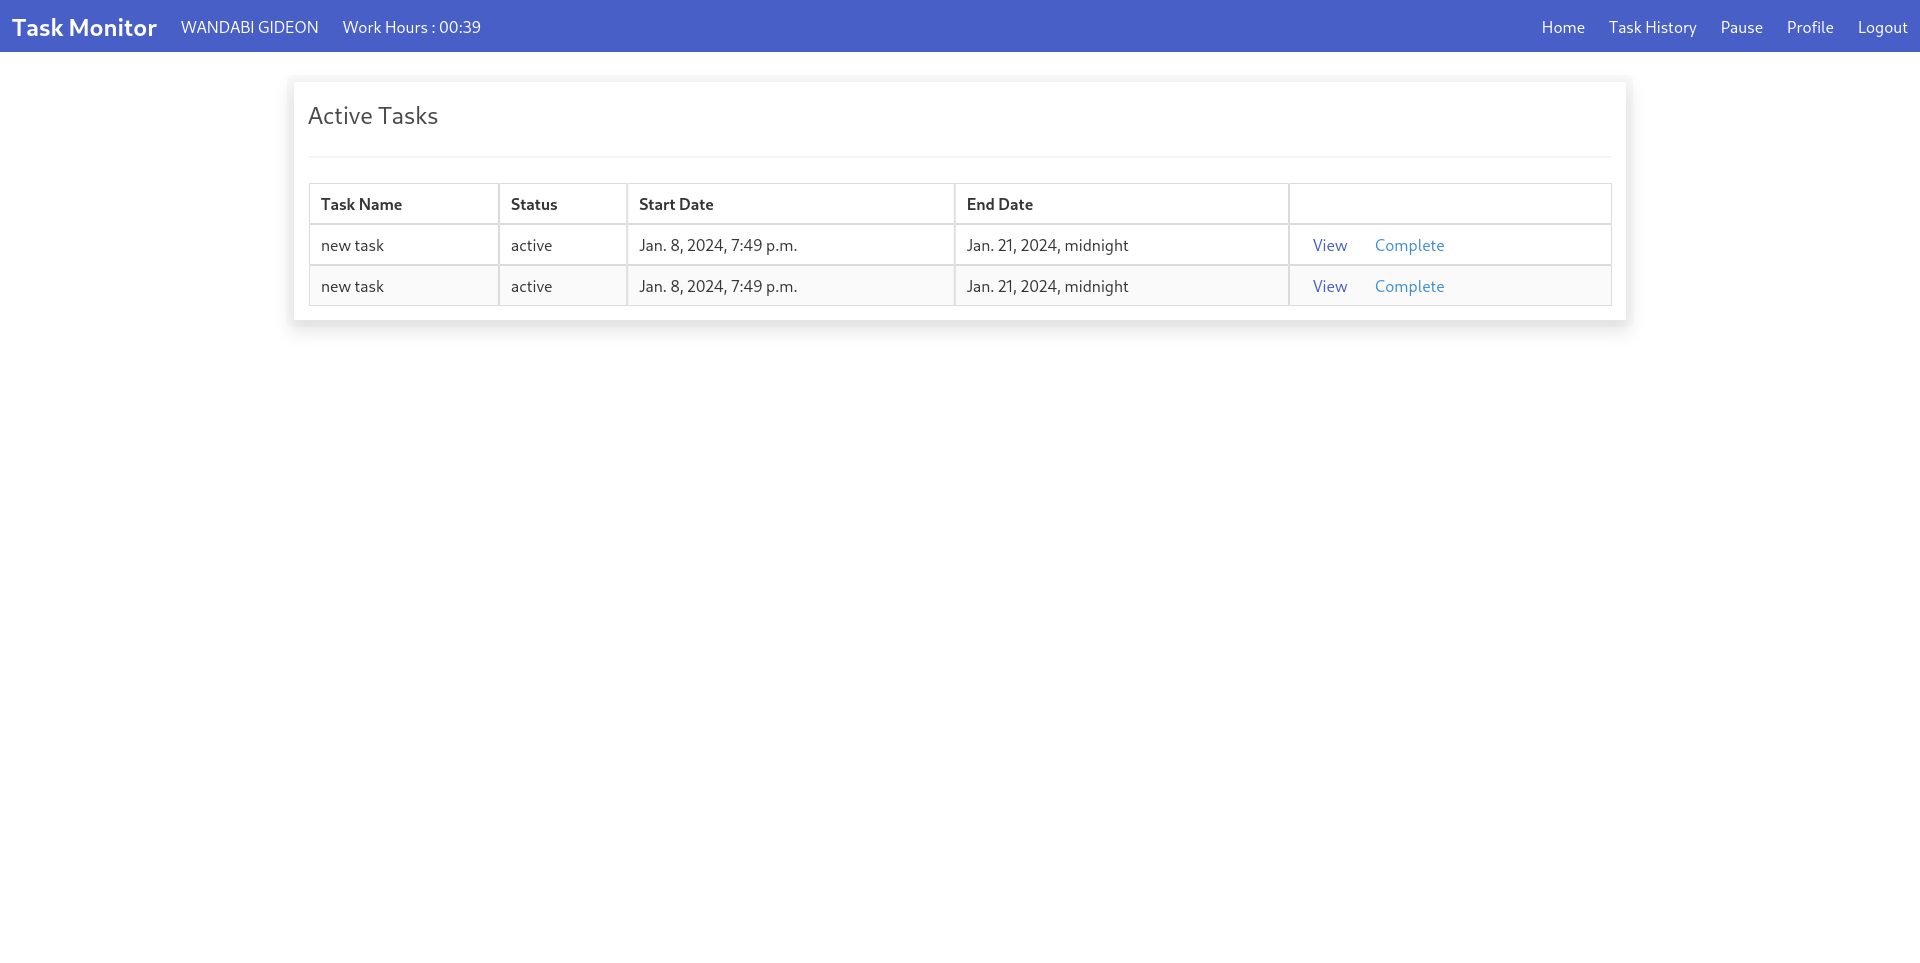 Task Monitor WANDABI GIDEON Work Hours : 00:39 Home Task History Pause Profile Logout
Active Tasks
Task Name Status Start Date End Date
new task active Jan. 8, 2024, 7:49 p.m. Jan. 21, 2024, midnight View Complete
new task active Jan. 8, 2024, 7:49 p.m. Jan. 21, 2024, midnight View Complete